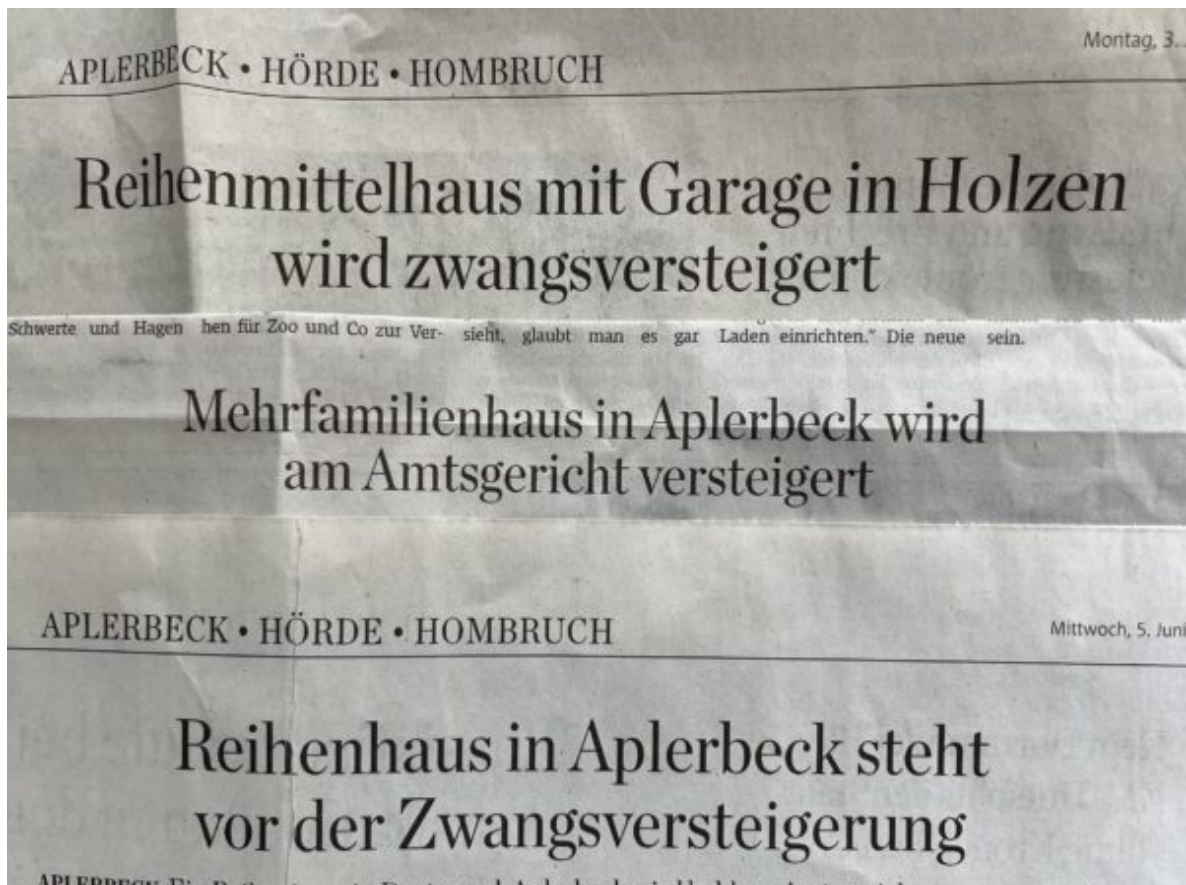 Montag, 3.
APLERBECK • HÖRDE • HOMBRUCH
Reihenmittelhaus mit Garage in Holzen
wird zwangsversteigert
Schwerte und Hagen hen für Zoo und Co zur Ver- sieht, glaubt man es gar Laden einrichten.“ Die neue sein.
Mehrfamilienhaus in Aplerbeck wird
am Amtsgericht versteigert
APLERBECK • HÖRDE • HOMBRUCH
Mittwoch, 5. Juni
Reihenhaus in Aplerbeck steht
vor der Zwangsversteigerung
APLERBECK